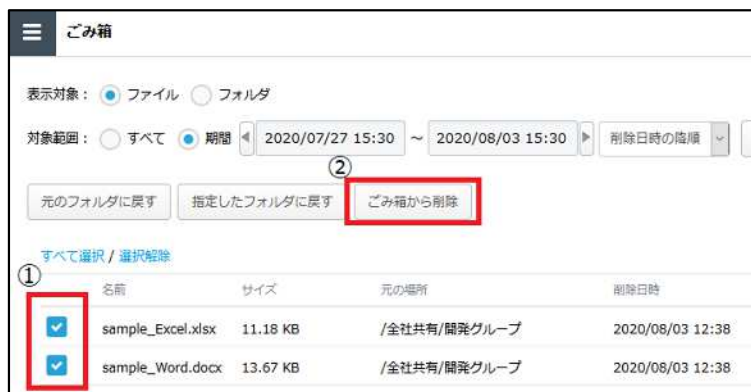 ごみ箱
表示対象： ファイル フォルダ
対象範囲： すべて 期間 2020/07/27 15:30 ～ 2020/08/03 15:30 削除日時の降順
②
元のフォルダに戻す 指定したフォルダに戻す ごみ箱から削除
すべて選択 / 選択解除
①
名前 サイズ 元の場所 削除日時
sample_Excel.xlsx 11.18 KB /全社共有/開発グループ 2020/08/03 12:38
sample_Word.docx 13.67 KB /全社共有/開発グループ 2020/08/03 12:38